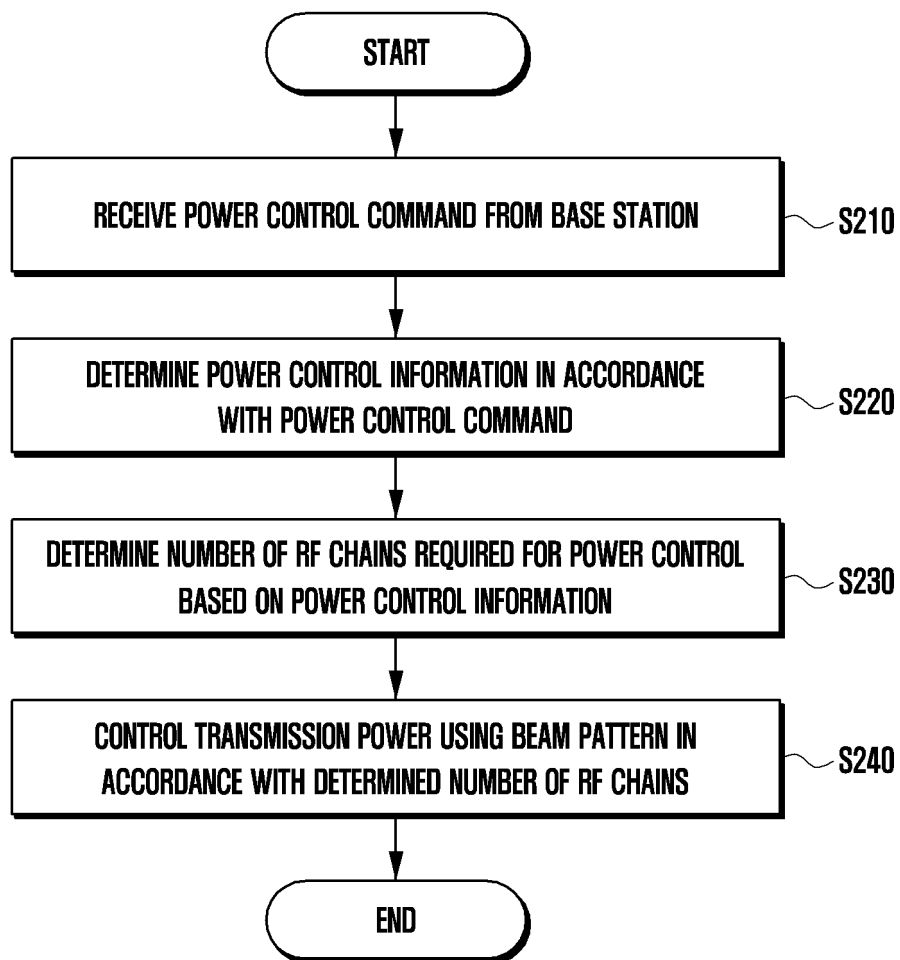 START
RECEIVE POWER CONTROL COMMAND FROM BASE STATION
S210
DETERMINE POWER CONTROL INFORMATION IN ACCORDANCE
WITH POWER CONTROL COMMAND
S220
DETERMINE NUMBER OF RF CHAINS REQUIRED FOR POWER CONTROL
BASED ON POWER CONTROL INFORMATION
S230
CONTROL TRANSMISSION POWER USING BEAM PATTERN IN
ACCORDANCE WITH DETERMINED NUMBER OF RF CHAINS
S240
END